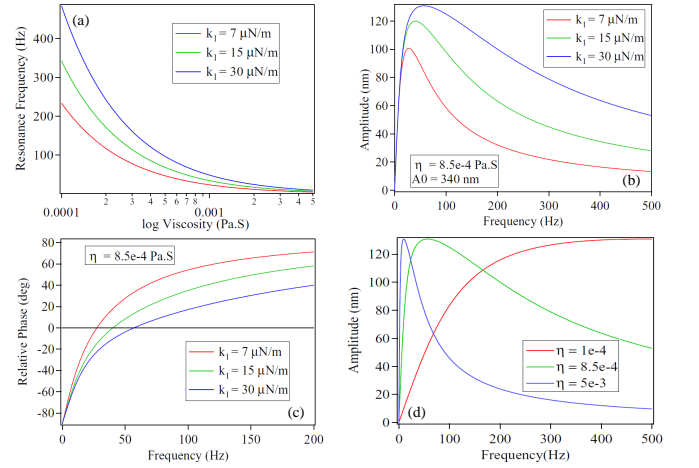 (a)
k1 = 7 μN/m
k1 = 15 μN/m
k1 = 30 μN/m
Resonance Frequency (Hz)
400
300
200
100
0.0001
2
3
4
5
6
7
8
0.001
2
3
4
5
log Viscosity (Pa.S)
k1 = 7 μN/m
k1 = 15 μN/m
k1 = 30 μN/m
Amplitude (nm)
140
120
100
80
60
40
20
0
η = 8.5e-4 Pa.S
A0 = 340 nm
(b)
0
100
200
300
400
500
Frequency (Hz)
η = 8.5e-4 Pa.S
Relative Phase (deg)
80
60
40
20
0
-20
-40
-60
-80
k1 = 7 μN/m
k1 = 15 μN/m
k1 = 30 μN/m
(c)
0
50
100
150
200
Frequency (Hz)
Amplitude (nm)
120
100
80
60
40
20
0
η = 1e-4
η = 8.5e-4
η = 5e-3
(d)
0
100
200
300
400
500
Frequency(Hz)